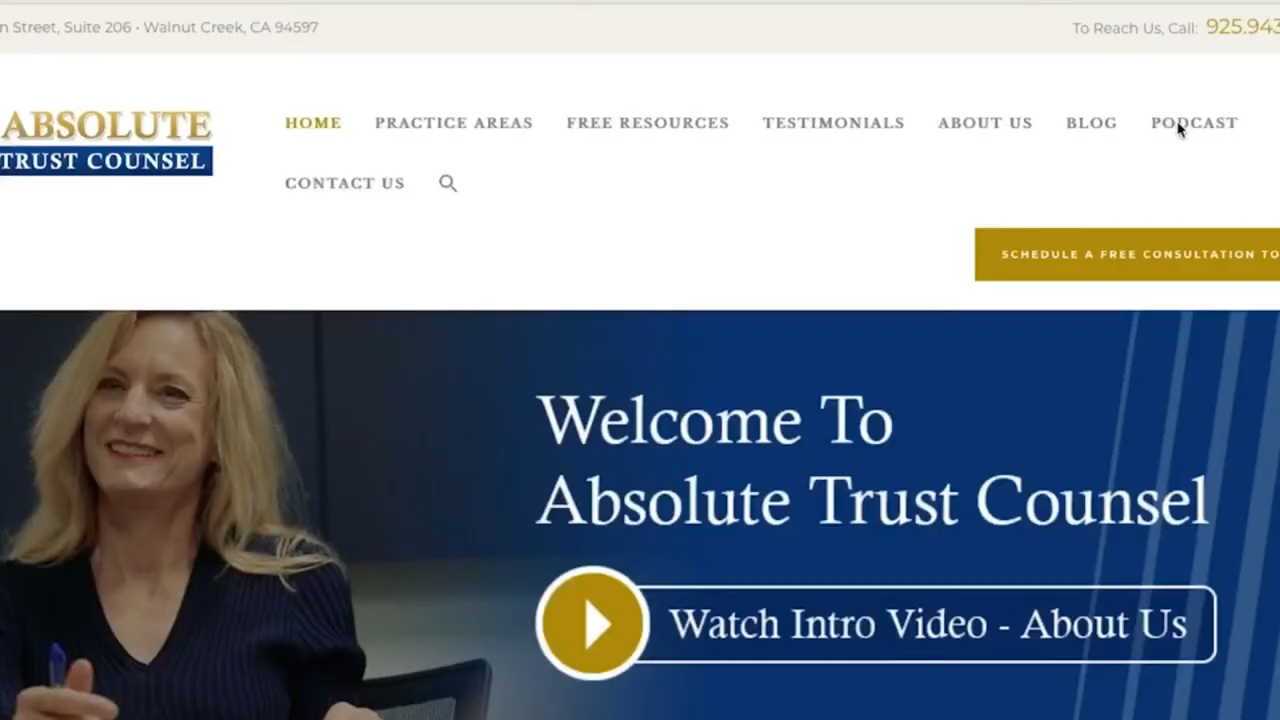 Street, Suite 206 • Walnut Creek, CA 94597
To Reach Us, Call: 925.943
ABSOLUTE
TRUST COUNSEL
HOME PRACTICE AREAS FREE RESOURCES TESTIMONIALS ABOUT US BLOG PODCAST
CONTACT US
SCHEDULE A FREE CONSULTATION
Welcome To
Absolute Trust Counsel
Watch Intro Video - About Us